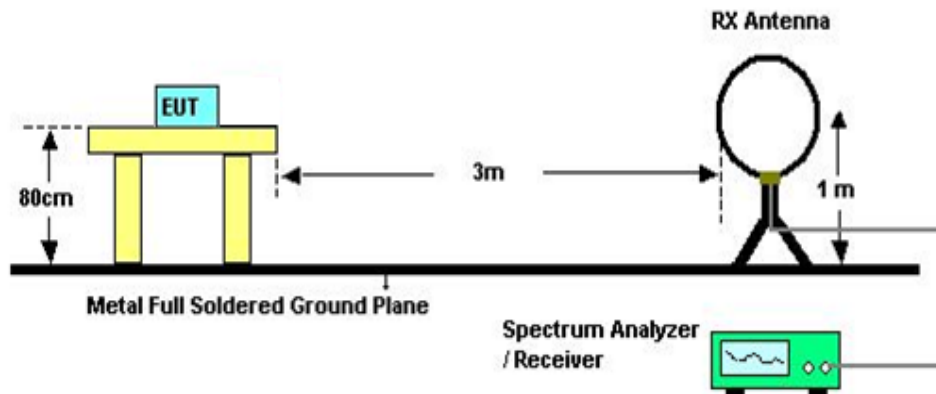 RX Antenna
EUT
3m
80cm
1 m
Metal Full Soldered Ground Plane
Spectrum Analyzer
/ Receiver